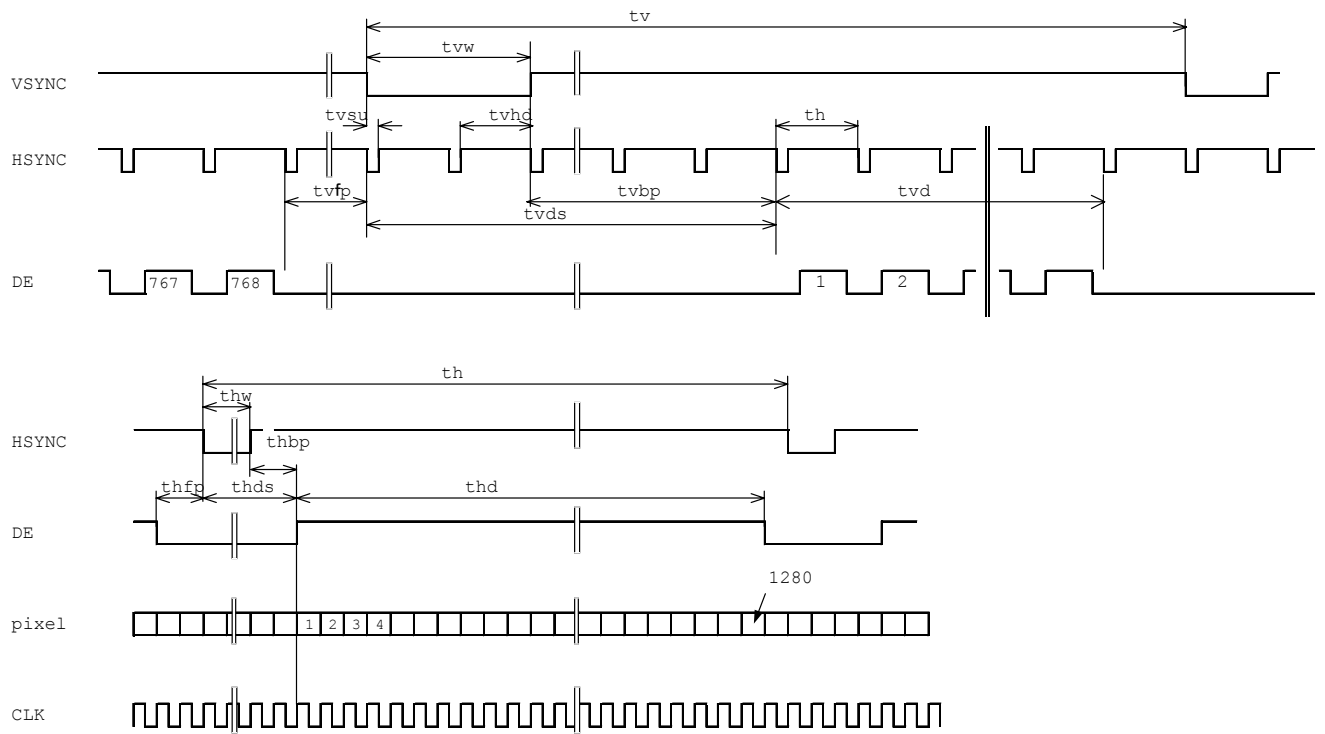 tv
tvw
VSYNC
tvsu tvhd th
HSYNC
tvfp tvbp tvd
tvds
DE 767 768 1 2
th
thw
HSYNC thbp
thfp thds thd
DE
1280
pixel 1 2 3 4
CLK